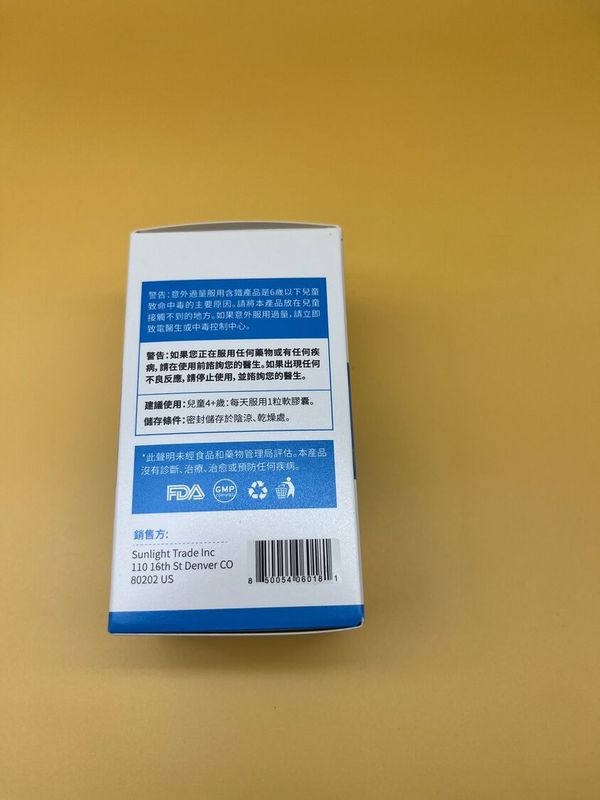 警告：意外過量服用含鐵產品是6歲以下兒童
致命中毒的主要原因。請將本產品放在兒童
接觸不到的地方。如果意外服用過量，請立即
致電醫生或中毒控制中心。
警告：如果您正在服用任何藥物或有任何疾
病，請在使用前諮詢您的醫生。如果出現任何
不良反應，請停止使用，並諮詢您的醫生。
建議使用：兒童4+歲：每天服用1粒軟膠囊。
儲存條件：密封儲存於陰涼、乾燥處。
*此聲明未經食品和藥物管理局評估。本產品
沒有診斷、治療、治愈或預防任何疾病。
FDA GMP CERTIFIED
銷售方：
Sunlight Trade Inc
110 16th St Denver CO
80202 US
8 50054 06018 1